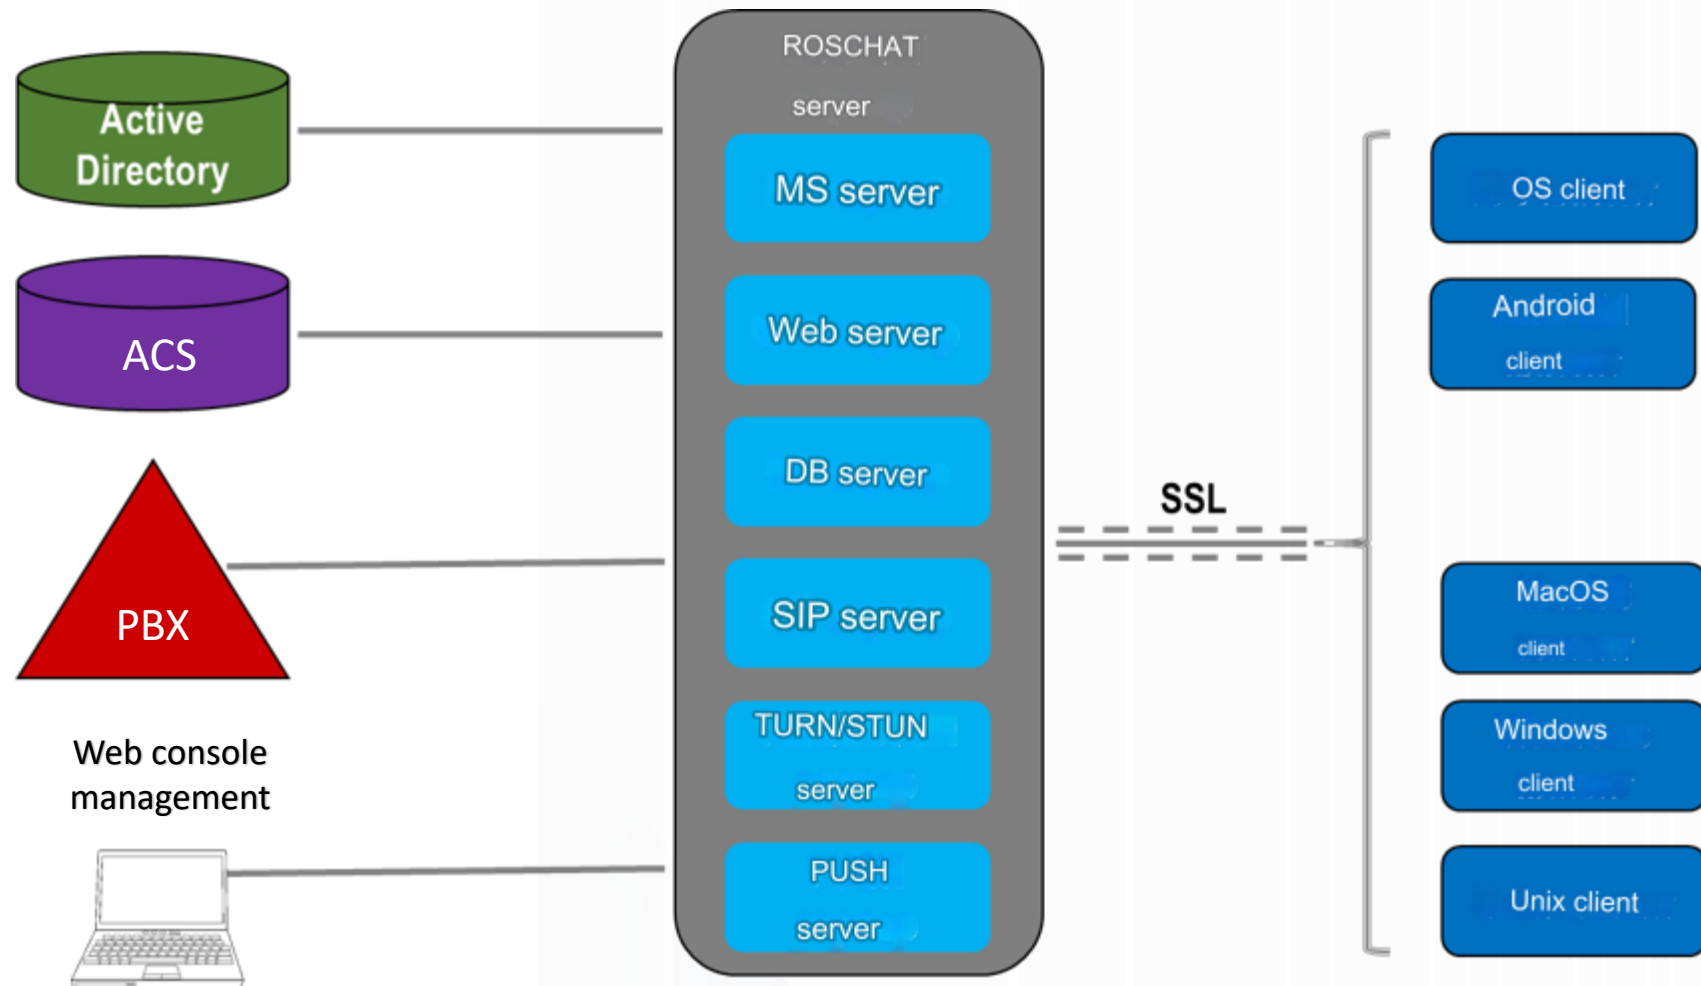 Active
Directory
ACS
PBX
Web console
management
ROSCHAT
server
MS server
Web server
DB server
SIP server
TURN/STUN
server
PUSH
server
SSL
OS client
Android
client
MacOS
client
Windows
client
Unix client